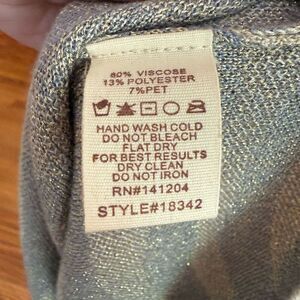 80% VISCOSE
13% POLYESTER
7%PET
HAND WASH COLD
DO NOT BLEACH
FLAT DRY
FOR BEST RESULTS
DRY CLEAN
DO NOT IRON
RN#141204
STYLE#18342